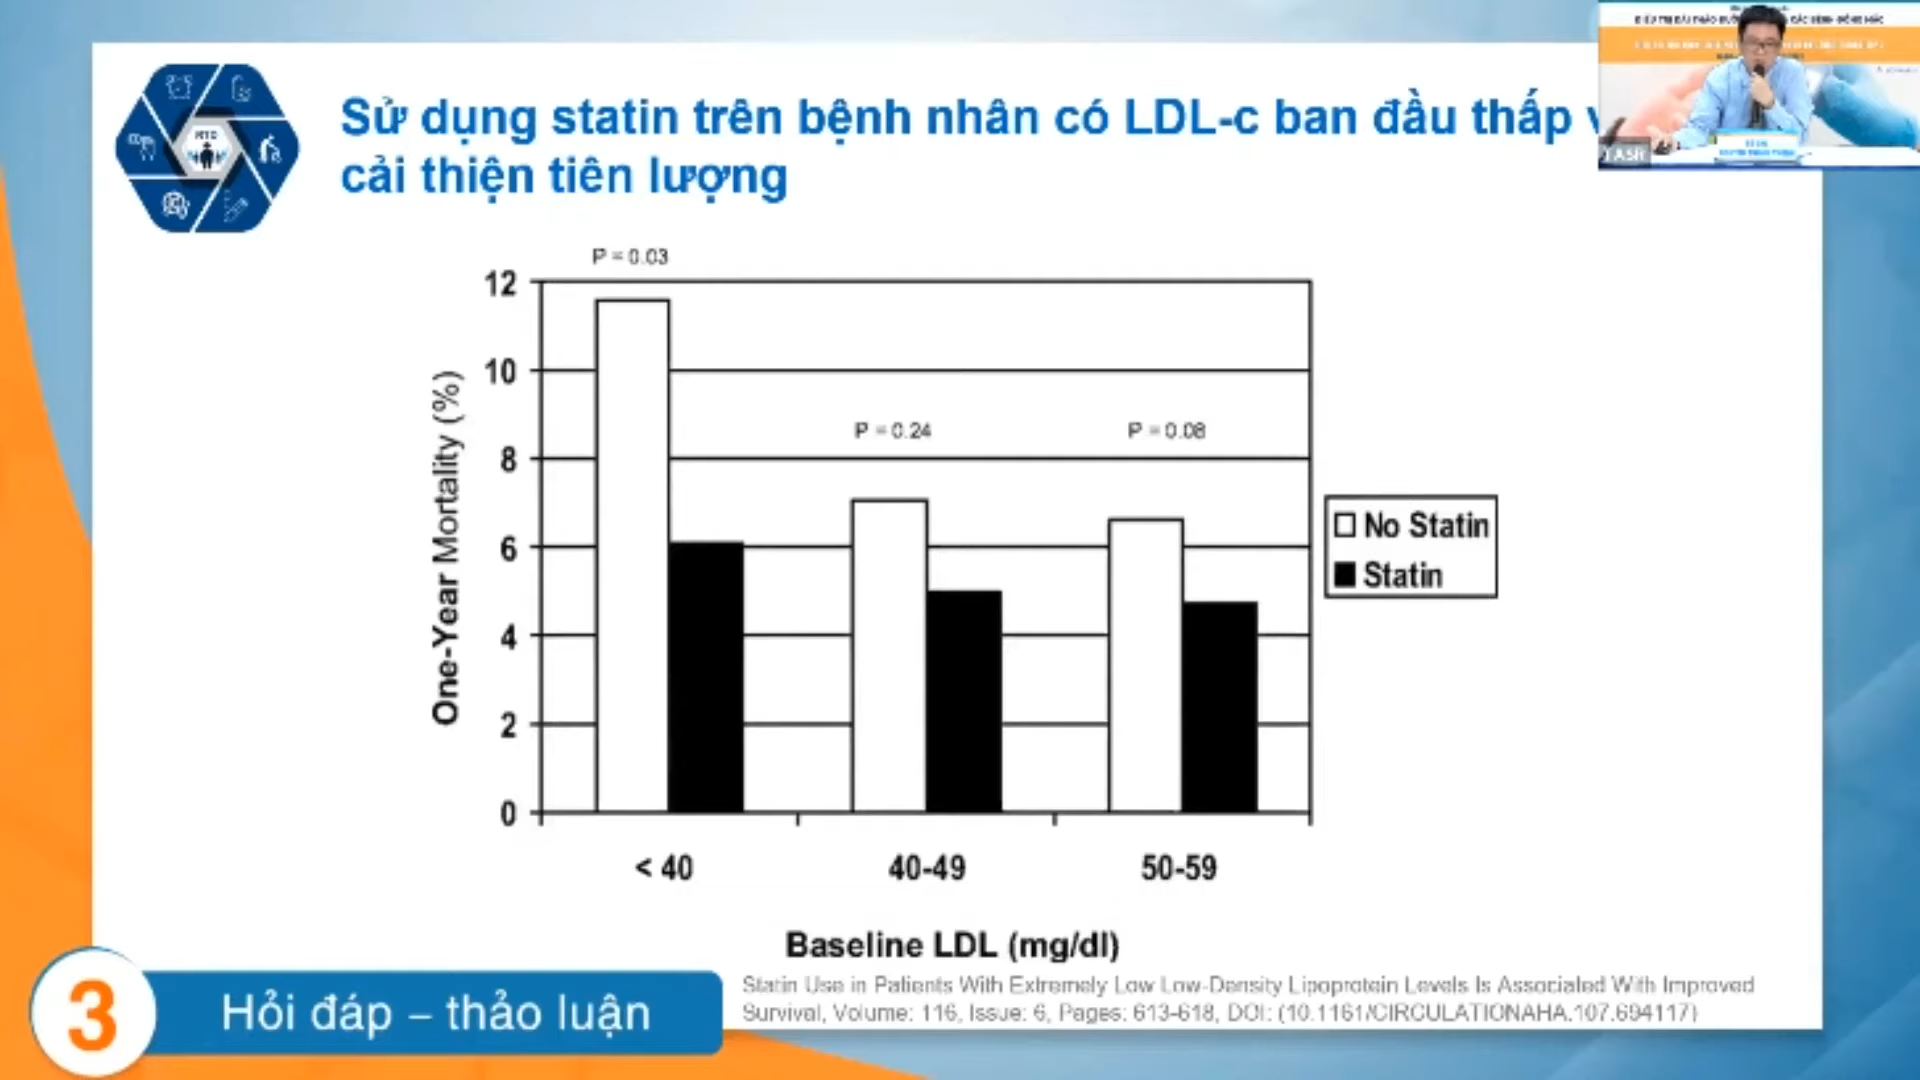 Sử dụng statin trên bệnh nhân có LDL-c ban đầu thấp
cải thiện tiên lượng
P = 0.03
P = 0.24
P = 0.08
12
10
8
6
4
2
0
One-Year Mortality (%)
< 40
40-49
50-59
Baseline LDL (mg/dl)
No Statin
Statin
3
Hỏi đáp – thảo luận
Statin Use in Patients With Extremely Low Low-Density Lipoprotein Levels Is Associated With Improved
Survival, Volume: 116, Issue: 6, Pages: 613-618, DOI: (10.1161/CIRCULATIONAHA.107.694117)